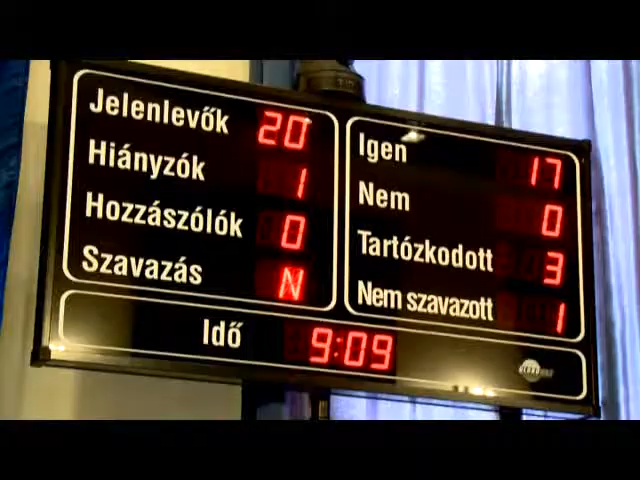 Jelenlevők 20
Hiányzók 1
Hozzászólók 0
Szavazás N
Igen 17
Nem 0
Tartózkodott 3
Nem szavazott 1
Idő 9:09